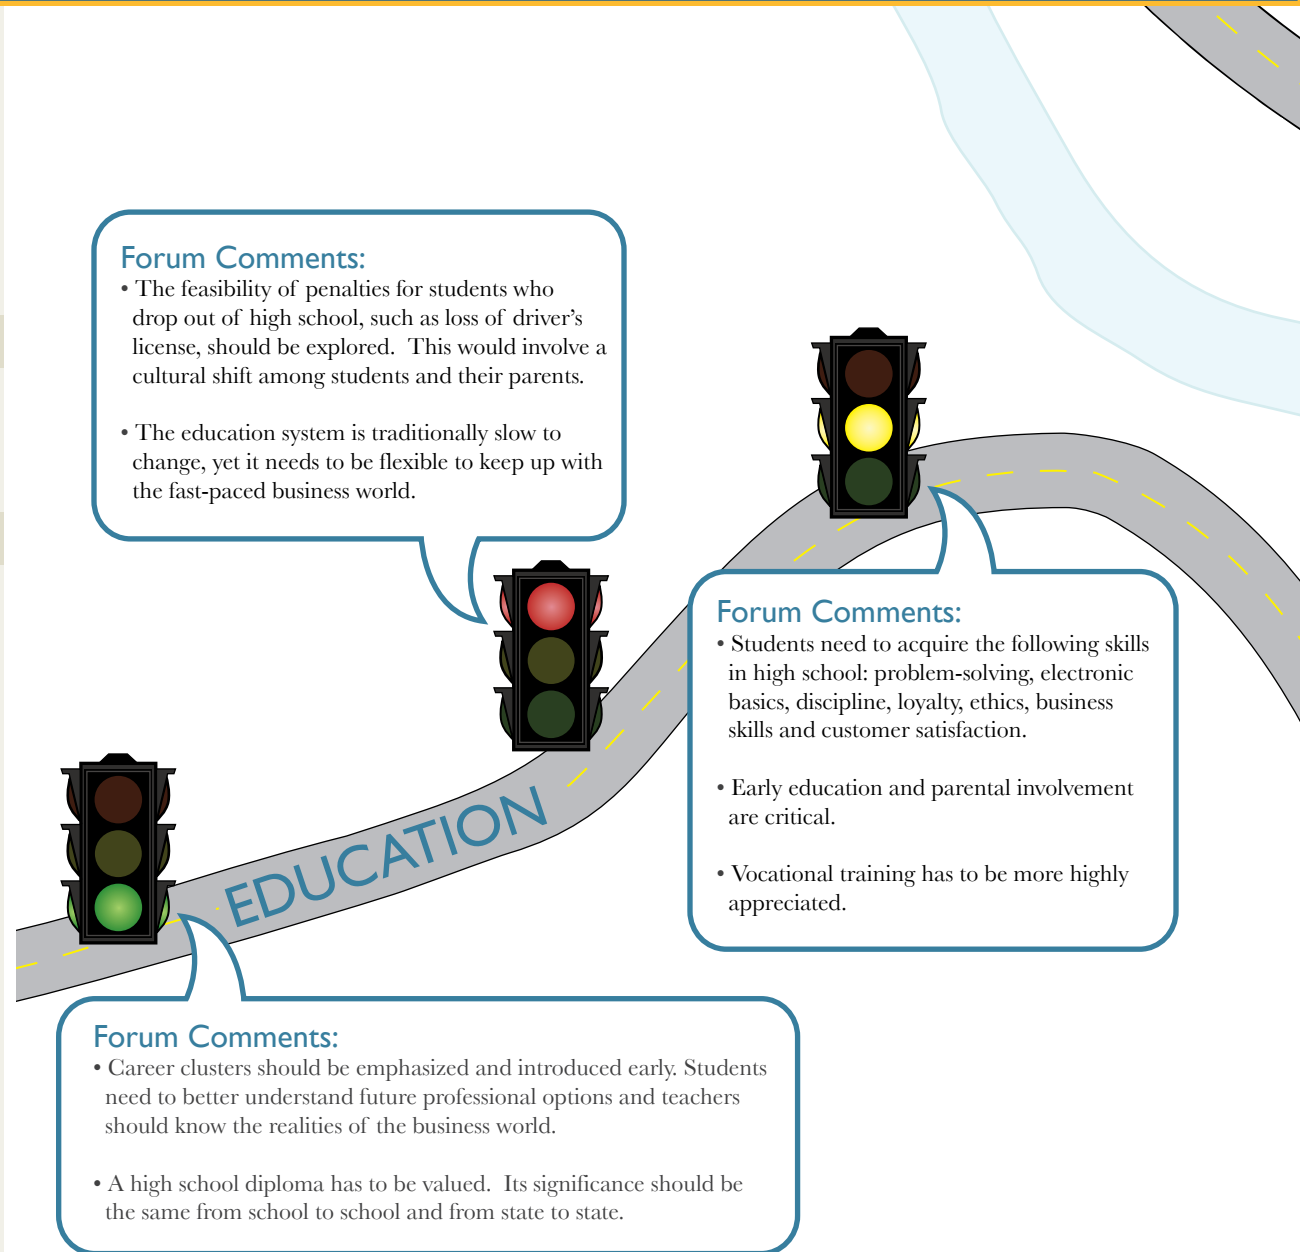 Forum Comments:
• The feasibility of penalties for students who
drop out of high school, such as loss of driver's
license, should be explored.  This would involve a
cultural shift among students and their parents.
• The education system is traditionally slow to
change, yet it needs to be flexible to keep up with
the fast-paced business world.
Forum Comments:
• Students need to acquire the following skills
in high school: problem-solving, electronic
basics, discipline, loyalty, ethics, business
skills and customer satisfaction.
• Early education and parental involvement
are critical.
• Vocational training has to be more highly
appreciated.
EDUCATION
Forum Comments:
• Career clusters should be emphasized and introduced early. Students
need to better understand future professional options and teachers
should know the realities of the business world.
• A high school diploma has to be valued.  Its significance should be
the same from school to school and from state to state.